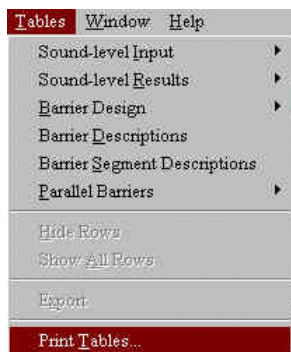 Tables Window Help
Sound-level Input
Sound-level Results
Barrier Design
Barrier Descriptions
Barrier Segment Descriptions
Parallel Barriers
Hide Rows
Show All Rows
Export
Print Tables...